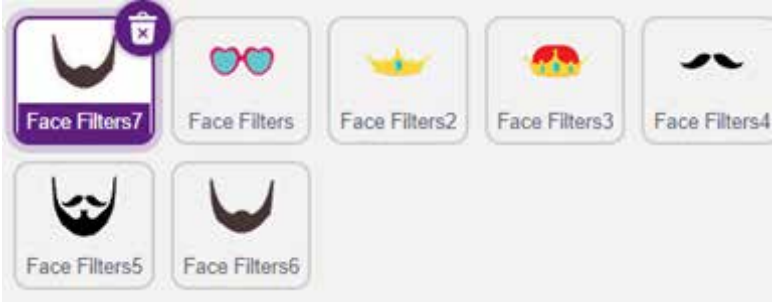 Face Filters7
Face Filters
Face Filters2
Face Filters3
Face Filters4
Face Filters5
Face Filters6